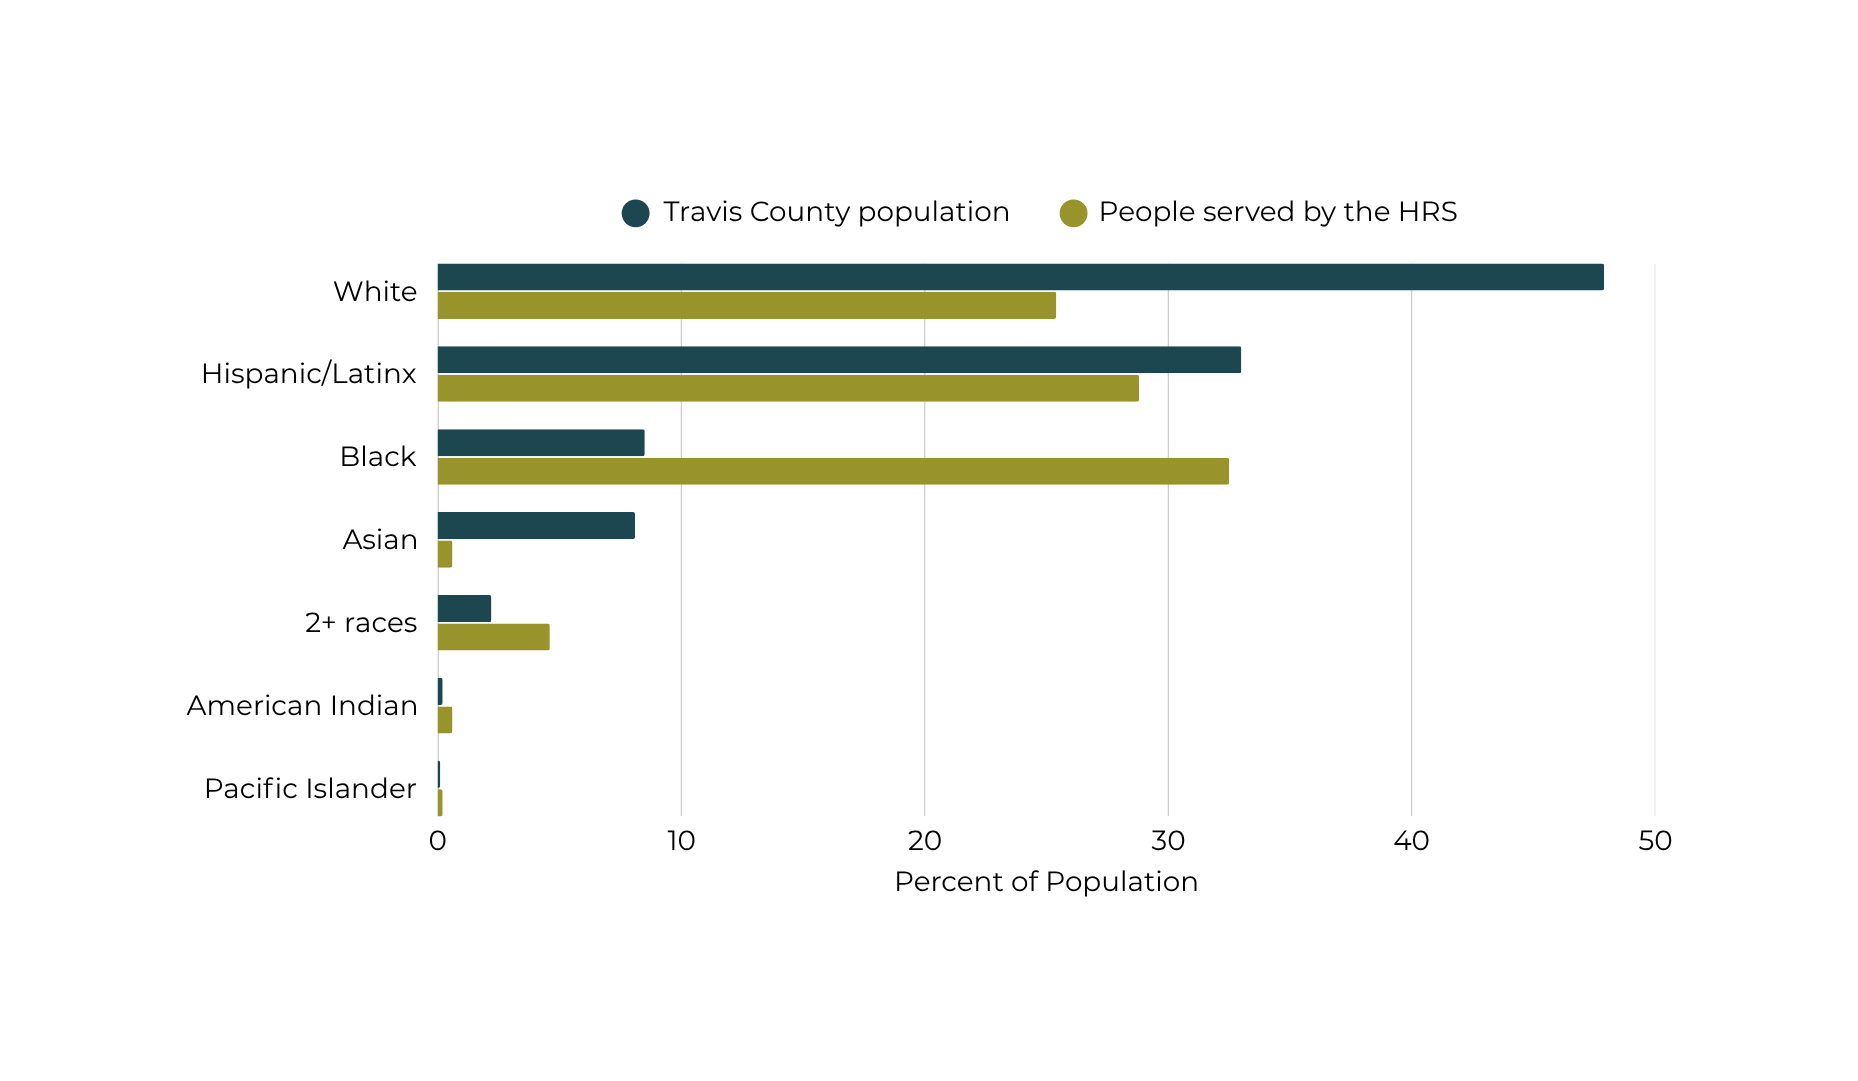 Travis County population
People served by the HRS
White
Hispanic/Latinx
Black
Asian
2+ races
American Indian
Pacific Islander
0 10 20 30 40 50
Percent of Population